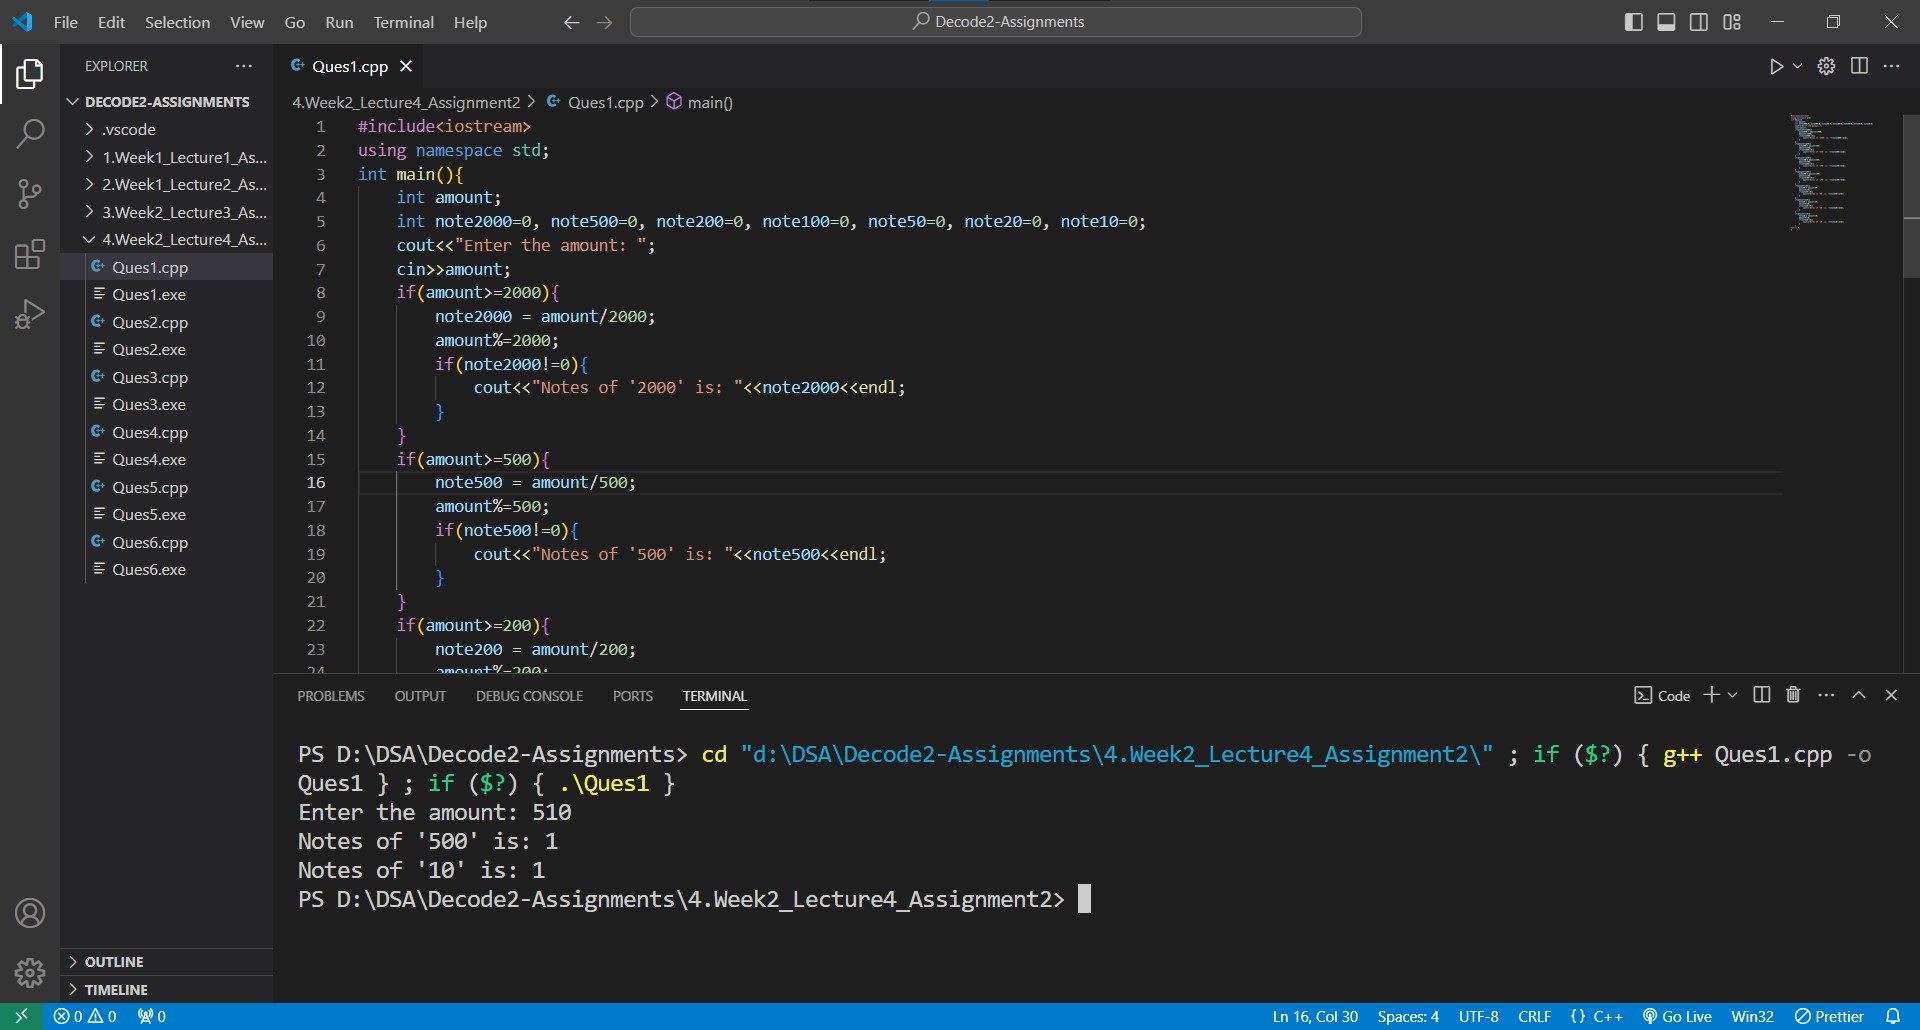 File Edit Selection View Go Run Terminal Help
Decode2-Assignments
EXPLORER
DECODE2-ASSIGNMENTS
.vscode
1.Week1_Lecture1_As...
2.Week1_Lecture2_As...
3.Week2_Lecture3_As...
4.Week2_Lecture4_As...
Ques1.cpp
Ques1.exe
Ques2.cpp
Ques2.exe
Ques3.cpp
Ques3.exe
Ques4.cpp
Ques4.exe
Ques5.cpp
Ques5.exe
Ques6.cpp
Ques6.exe
OUTLINE
TIMELINE
Ques1.cpp
4.Week2_Lecture4_Assignment2 > Ques1.cpp > main()
1 #include<iostream>
2 using namespace std;
3 int main(){
4 int amount;
5 int note2000=0, note500=0, note200=0, note100=0, note50=0, note20=0, note10=0;
6 cout<<"Enter the amount: ";
7 cin>>amount;
8 if(amount>=2000){
9 note2000 = amount/2000;
10 amount%=2000;
11 if(note2000!=0){
12 cout<<"Notes of '2000' is: "<<note2000<<endl;
13 }
14 }
15 if(amount>=500){
16 note500 = amount/500;
17 amount%=500;
18 if(note500!=0){
19 cout<<"Notes of '500' is: "<<note500<<endl;
20 }
21 }
22 if(amount>=200){
23 note200 = amount/200;
24 amount%=200;
PROBLEMS OUTPUT DEBUG CONSOLE PORTS TERMINAL
Code
PS D:\DSA\Decode2-Assignments> cd "d:\DSA\Decode2-Assignments\4.Week2_Lecture4_Assignment2\" ; if ($?) { g++ Ques1.cpp -o
Ques1 } ; if ($?) { .\Ques1 }
Enter the amount: 510
Notes of '500' is: 1
Notes of '10' is: 1
PS D:\DSA\Decode2-Assignments\4.Week2_Lecture4_Assignment2>
0 0 0 Ln 16, Col 30 Spaces: 4 UTF-8 CRLF {} C++ Go Live Win32 Prettier